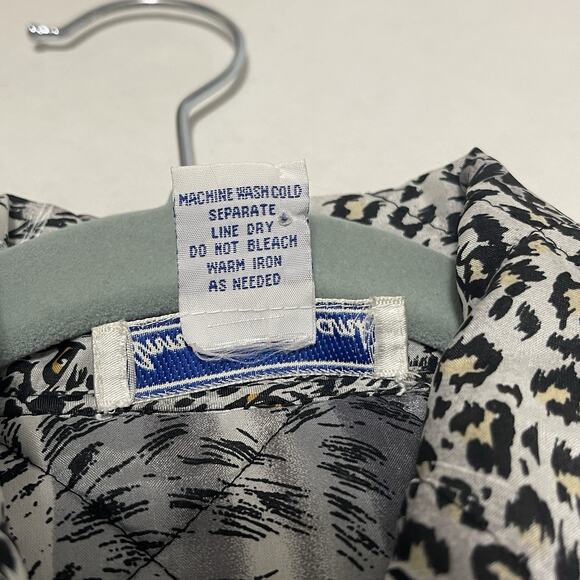 MACHINE WASH COLD
SEPARATE
LINE DRY
DO NOT BLEACH
WARM IRON
AS NEEDED